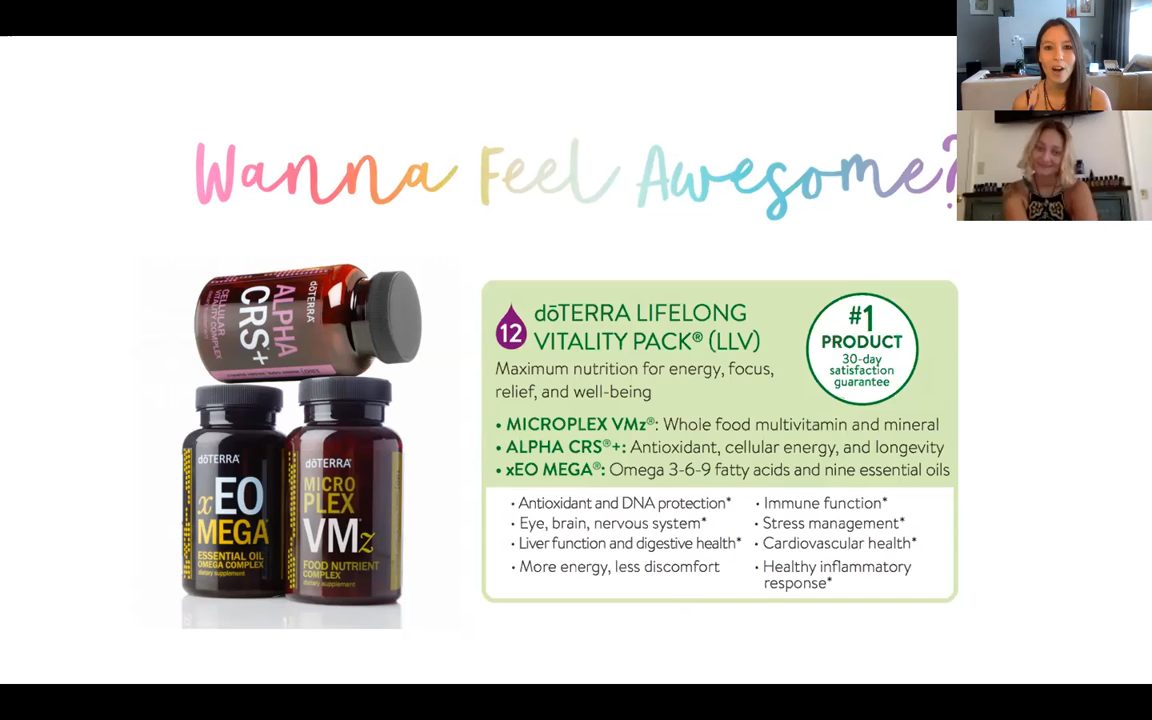 Wanna Feel Awesome?
dōTERRA
ALPHA
CRS+
CELLULAR
VITALITY COMPLEX
dōTERRA
xEO
MEGA
ESSENTIAL OIL
OMEGA COMPLEX
dietary supplement
dōTERRA
MICRO
PLEX
VMz
FOOD NUTRIENT
COMPLEX
dietary supplement
12
dōTERRA LIFELONG
VITALITY PACK® (LLV)
Maximum nutrition for energy, focus,
relief, and well-being
#1
PRODUCT
30-day
satisfaction
guarantee
• MICROPLEX VMz®: Whole food multivitamin and mineral
• ALPHA CRS®+: Antioxidant, cellular energy, and longevity
• xEO MEGA®: Omega 3-6-9 fatty acids and nine essential oils
• Antioxidant and DNA protection*
• Eye, brain, nervous system*
• Liver function and digestive health*
• More energy, less discomfort
• Immune function*
• Stress management*
• Cardiovascular health*
• Healthy inflammatory
response*